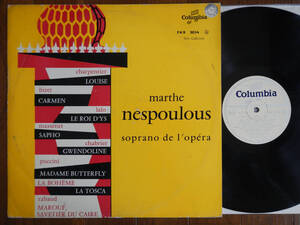 Columbia
FKR
marthe
nespoulous
soprano de l'opéra
charpentier
LOUISE
bizet
CARMEN
lalo
LE ROI D'YS
massenet
SAPHO
chabrier
GWENDOLINE
puccini
MADAME BUTTERFLY
LA BOHÈME
LA TOSCA
rabaud
MAROUF,
SAVETIER DU CAIRE
Columbia